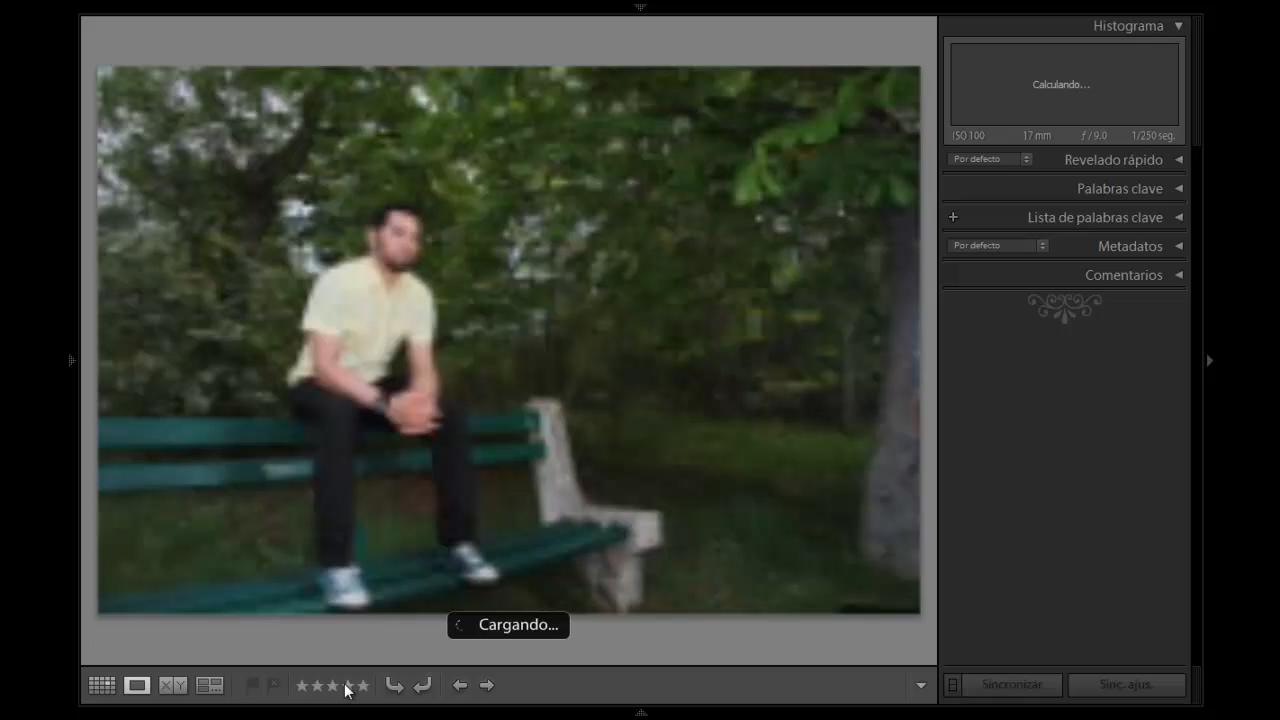 Histograma
Calculando...
ISO 100 17 mm ƒ / 9.0 1/250 seg.
Por defecto Revelado rápido
Palabras clave
+ Lista de palabras clave
Por defecto Metadatos
Comentarios
Cargando...
X Y
Sincronizar Sinc. ajus.